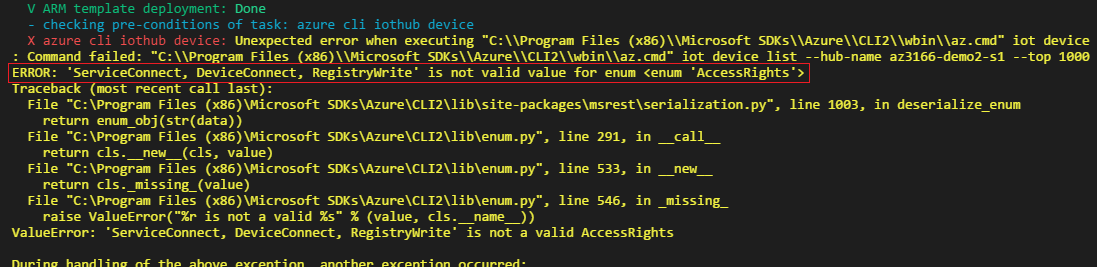 V ARM template deployment: Done
- checking pre-conditions of task: azure cli iothub device
X azure cli iothub device: Unexpected error when executing "C:\\Program Files (x86)\\Microsoft SDKs\\Azure\\CLI2\\wbin\\az.cmd" iot device
: Command failed: "C:\\Program Files (x86)\\Microsoft SDKs\\Azure\\CLI2\\wbin\\az.cmd" iot device list --hub-name az3166-demo2-s1 --top 1000
ERROR: 'ServiceConnect, DeviceConnect, RegistryWrite' is not valid value for enum <enum 'AccessRights'>
Traceback (most recent call last):
File "C:\Program Files (x86)\Microsoft SDKs\Azure\CLI2\lib\site-packages\msrest\serialization.py", line 1003, in deserialize_enum
return enum_obj(str(data))
File "C:\Program Files (x86)\Microsoft SDKs\Azure\CLI2\lib\enum.py", line 291, in __call__
return cls.__new__(cls, value)
File "C:\Program Files (x86)\Microsoft SDKs\Azure\CLI2\lib\enum.py", line 533, in __new__
return cls._missing_(value)
File "C:\Program Files (x86)\Microsoft SDKs\Azure\CLI2\lib\enum.py", line 546, in _missing_
raise ValueError("%r is not a valid %s" % (value, cls.__name__))
ValueError: 'ServiceConnect, DeviceConnect, RegistryWrite' is not a valid AccessRights
During handling of the above exception, another exception occurred: